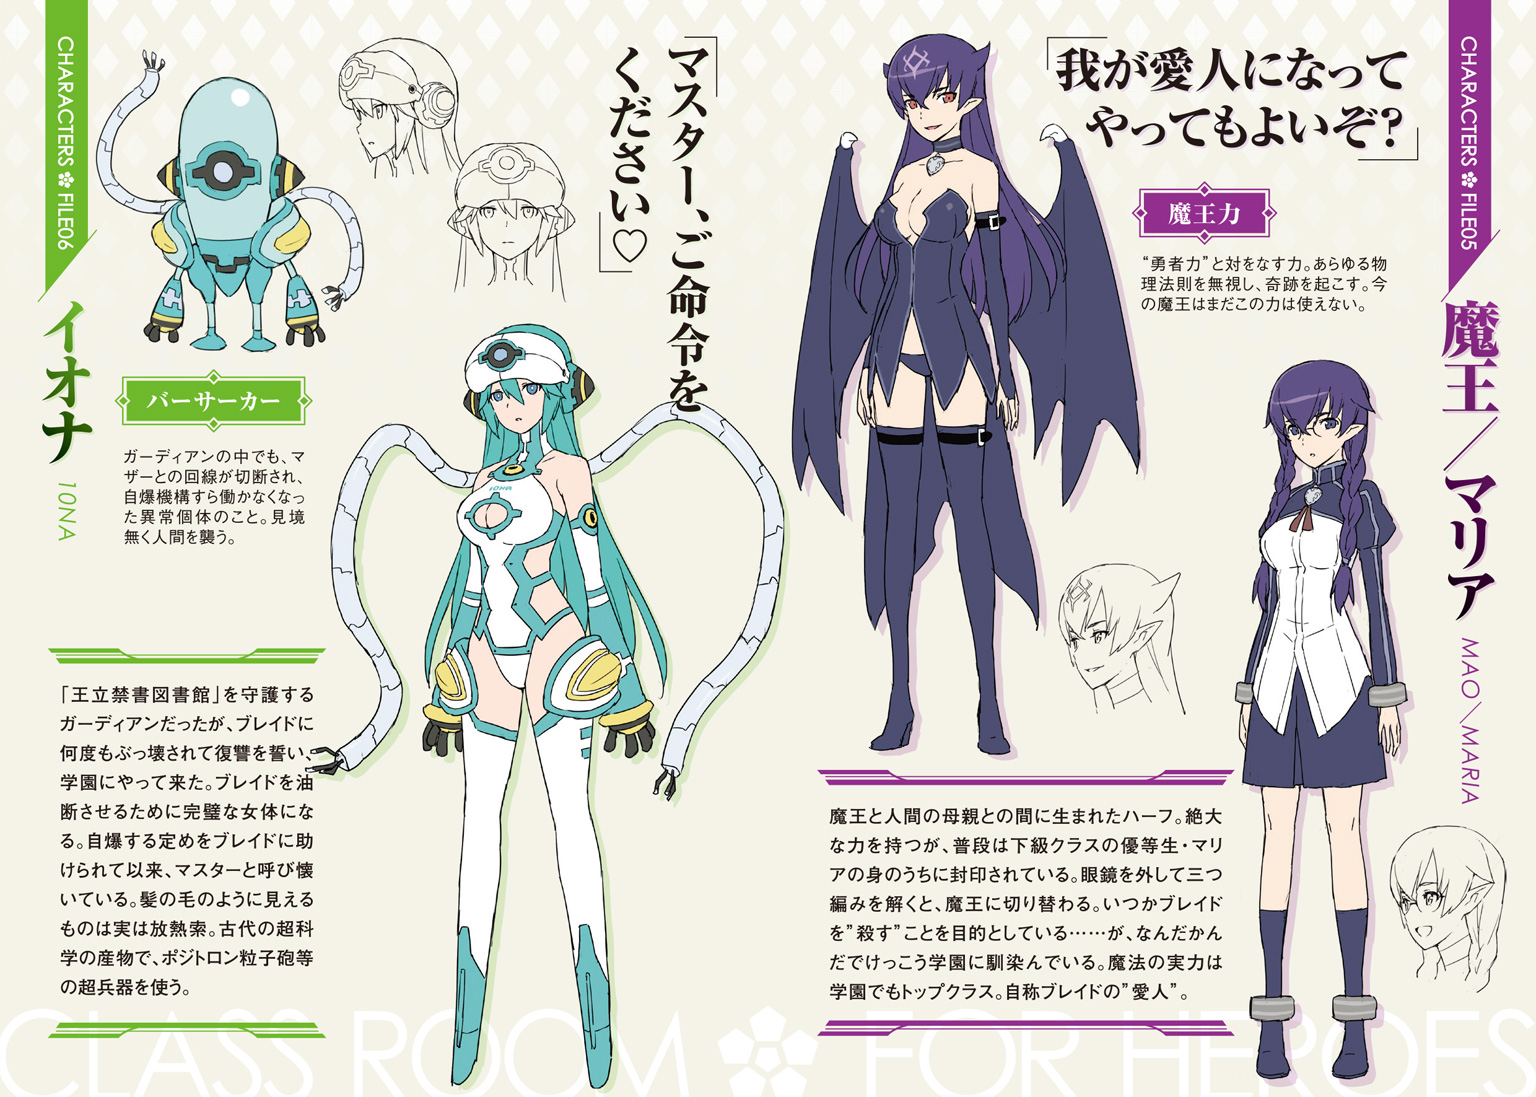 CHARACTERS FILE05
「我が愛人になって
やってもよいぞ?」
魔王力
“勇者力”と対をなす力。あらゆる物
理法則を無視し、奇跡を起こす。今
の魔王はまだこの力は使えない。
魔王/マリア
MAO\MARIA
魔王と人間の母親との間に生まれたハーフ。絶大
な力を持つが、普段は下級クラスの優等生・マリ
アの身のうちに封印されている。眼鏡を外して三つ
編みを解くと、魔王に切り替わる。いつかブレイド
を”殺す”ことを目的としている……が、なんだかん
だでけっこう学園に馴染んでいる。魔法の実力は
学園でもトップクラス。自称ブレイドの”愛人”。
「マスター、ご命令を
ください♡」
CHARACTERS FILE06
イオナ
10NA
バーサーカー
ガーディアンの中でも、マ
ザーとの回線が切断され、
自爆機構すら働かなくなっ
た異常個体のこと。見境
無く人間を襲う。
IONA
「王立禁書図書館」を守護する
ガーディアンだったが、ブレイドに
何度もぶっ壊されて復讐を誓い、
学園にやって来た。ブレイドを油
断させるために完璧な女体にな
る。自爆する定めをブレイドに助
けられて以来、マスターと呼び懐
いている。髪の毛のように見える
ものは実は放熱索。古代の超科
学の産物で、ポジトロン粒子砲等
の超兵器を使う。
CLASS ROOM FOR HEROES